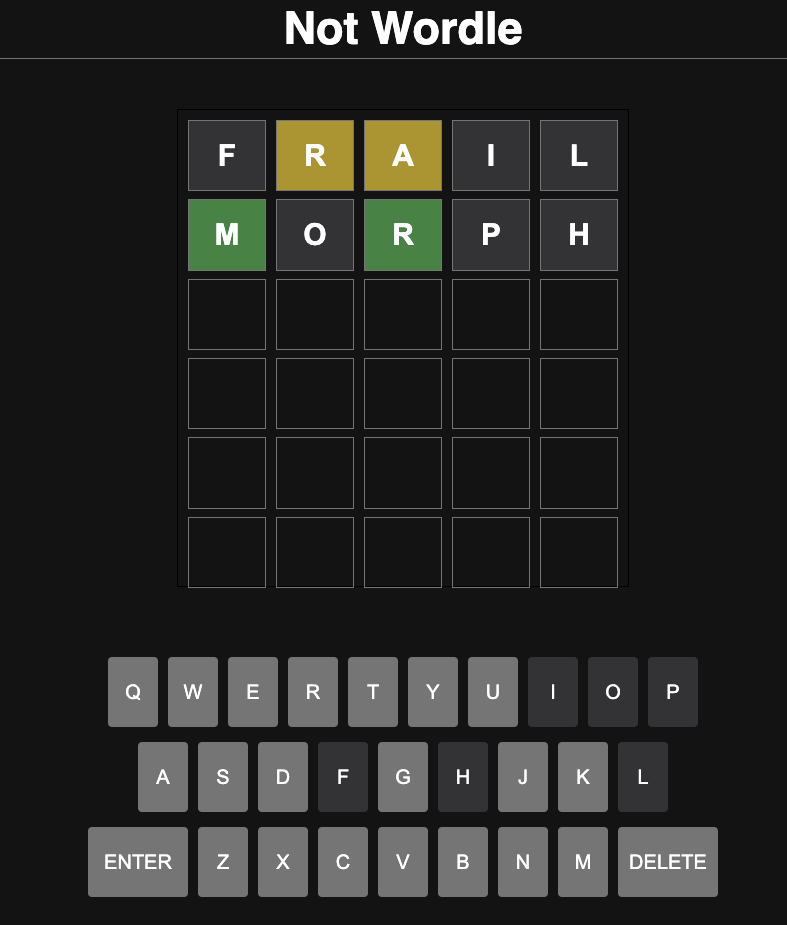 Not Wordle
F R A I L
M O R P H
Q W E R T Y U I O P
A S D F G H J K L
ENTER Z X C V B N M DELETE